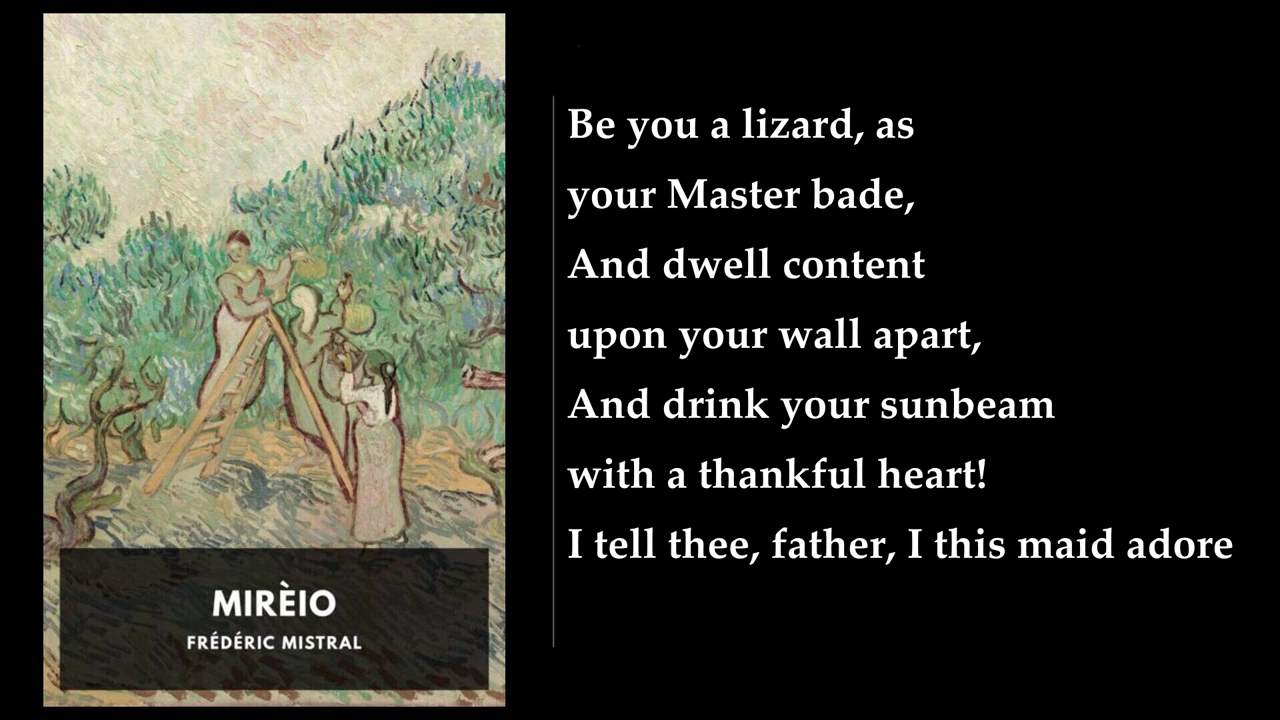 Be you a lizard, as
your Master bade,
And dwell content
upon your wall apart,
And drink your sunbeam
with a thankful heart!
I tell thee, father, I this maid adore
MIRÈIO
FRÉDÉRIC MISTRAL